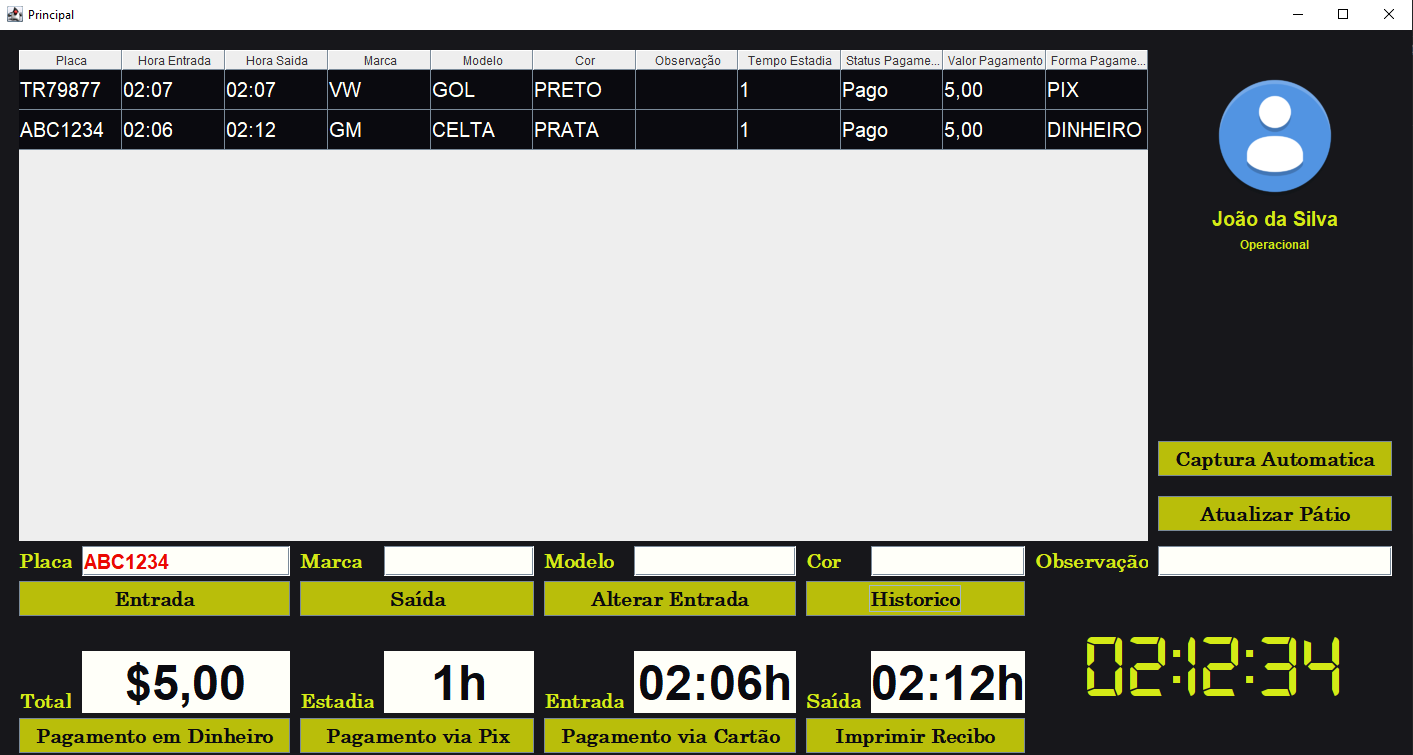 Principal
Placa Hora Entrada Hora Saida Marca Modelo Cor Observação Tempo Estadia Status Pagame... Valor Pagamento Forma Pagame...
TR79877 02:07 02:07 VW GOL PRETO 1 Pago 5,00 PIX
ABC1234 02:06 02:12 GM CELTA PRATA 1 Pago 5,00 DINHEIRO
João da Silva
Operacional
Captura Automatica
Atualizar Pátio
Placa ABC1234 Marca Modelo Cor Observação
Entrada Saída Alterar Entrada Historico
Total $5,00 Estadia 1h Entrada 02:06h Saída 02:12h 02:12:34
Pagamento em Dinheiro Pagamento via Pix Pagamento via Cartão Imprimir Recibo